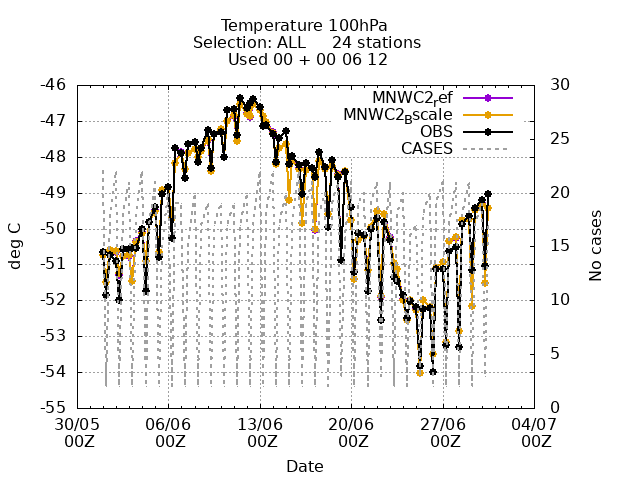 Temperature 100hPa
Selection: ALL 24 stations
Used 00 + 00 06 12
MNWC2_ref
MNWC2_Bscale
OBS
CASES
-46
-47
-48
-49
-50
-51
-52
-53
-54
-55
deg C
30
25
20
15
10
5
0
No cases
30/05 06/06 13/06 20/06 27/06 04/07
00Z 00Z 00Z 00Z 00Z 00Z
Date